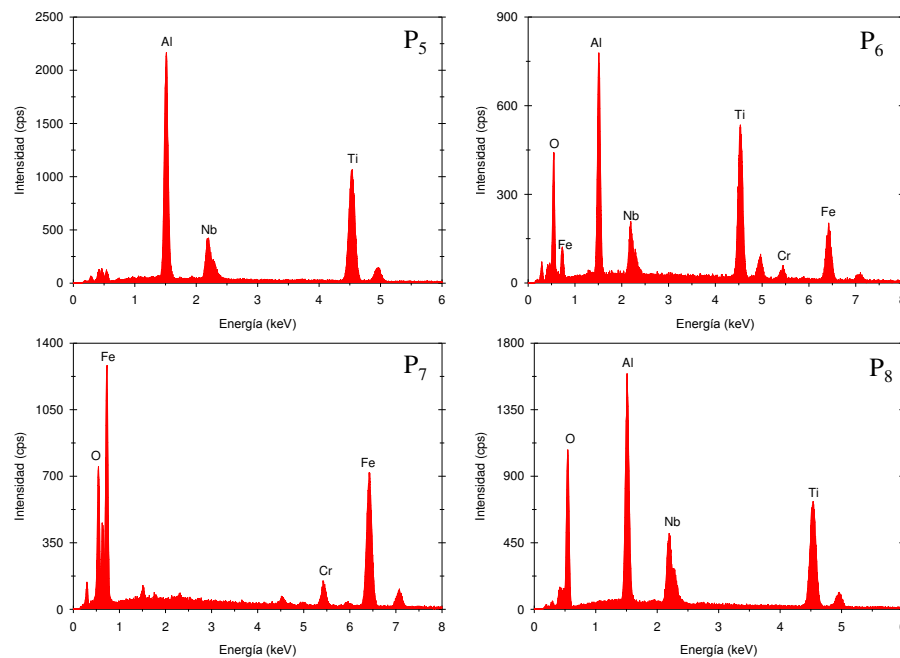 P5
Intensidad (cps)
2500
2000
1500
1000
500
0
Al
Nb
Ti
0 1 2 3 4 5 6
Energía (keV)
P6
Intensidad (cps)
900
600
300
0
O
Fe
Al
Nb
Ti
Cr
Fe
0 1 2 3 4 5 6 7 8
Energía (keV)
P7
Intensidad (cps)
1400
1050
700
350
0
O
Fe
Cr
Fe
0 1 2 3 4 5 6 7 8
Energía (keV)
P8
Intensidad (cps)
1800
1350
900
450
0
O
Al
Nb
Ti
0 1 2 3 4 5
Energía (keV)